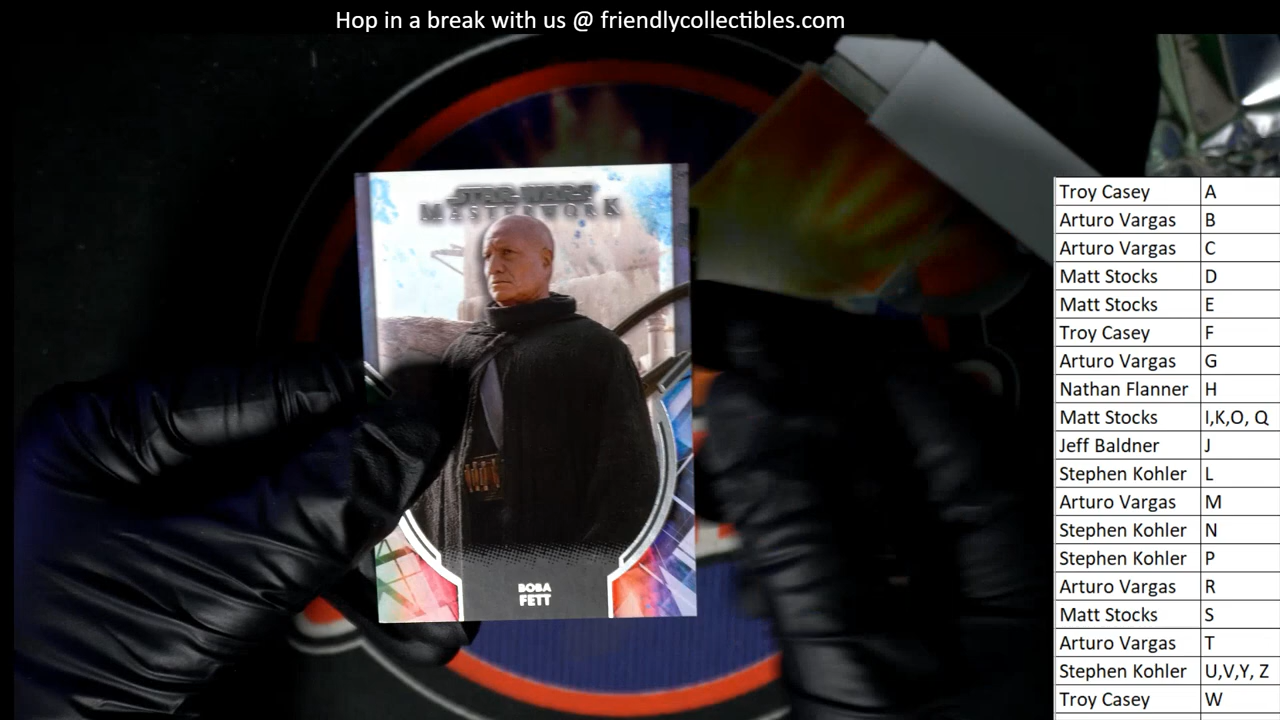 Hop in a break with us @ friendlycollectibles.com
STAR WARS
MASTERWORK
BOBA
FETT
Troy Casey A
Arturo Vargas B
Arturo Vargas C
Matt Stocks D
Matt Stocks E
Troy Casey F
Arturo Vargas G
Nathan Flanner H
Matt Stocks I,K,O, Q
Jeff Baldner J
Stephen Kohler L
Arturo Vargas M
Stephen Kohler N
Stephen Kohler P
Arturo Vargas R
Matt Stocks S
Arturo Vargas T
Stephen Kohler U,V,Y, Z
Troy Casey W